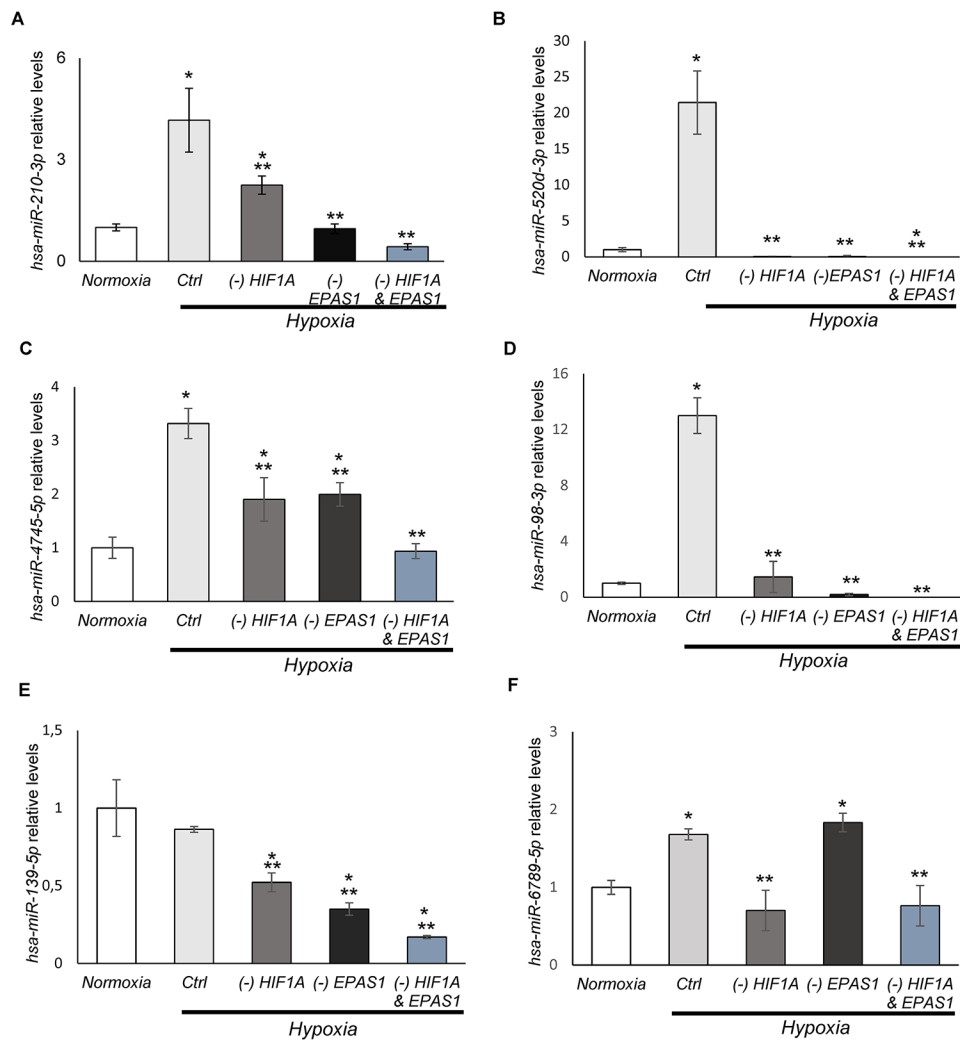 A
hsa-miR-210-3p relative levels
6
3
0
*
*
**
**
**
Normoxia Ctrl (-) HIF1A (-) EPAS1 (-) HIF1A & EPAS1
Hypoxia
B
hsa-miR-520d-3p relative levels
30
25
20
15
10
5
0
*
**
**
*
**
Normoxia Ctrl (-) HIF1A (-)EPAS1 (-) HIF1A & EPAS1
Hypoxia
C
hsa-miR-4745-5p relative levels
4
3
2
1
0
*
*
**
*
**
**
Normoxia Ctrl (-) HIF1A (-) EPAS1 (-) HIF1A & EPAS1
Hypoxia
D
hsa-miR-98-3p relative levels
16
12
8
4
0
*
**
**
**
Normoxia Ctrl (-) HIF1A (-) EPAS1 (-) HIF1A & EPAS1
Hypoxia
E
hsa-miR-139-5p relative levels
1,5
1
0,5
0
*
**
*
**
*
**
Normoxia Ctrl (-) HIF1A (-) EPAS1 (-) HIF1A & EPAS1
Hypoxia
F
hsa-miR-6789-5p relative levels
3
2
1
0
*
**
*
**
Normoxia Ctrl (-) HIF1A (-) EPAS1 (-) HIF1A & EPAS1
Hypoxia